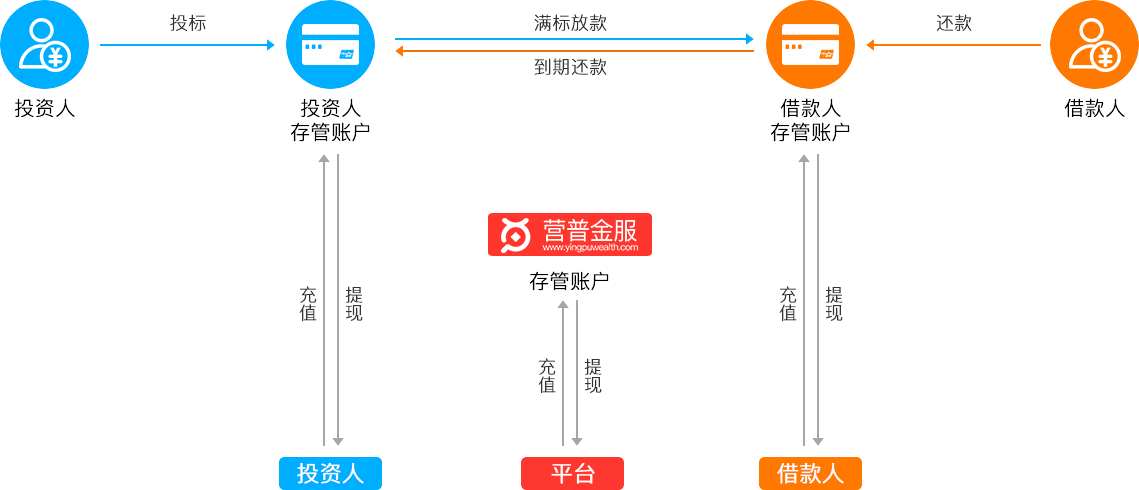 投标
满标放款
还款
到期还款
投资人
投资人
存管账户
借款人
存管账户
借款人
营普金服
www.yingpuwealth.com
存管账户
充值
提现
充值
提现
充值
提现
投资人
平台
借款人